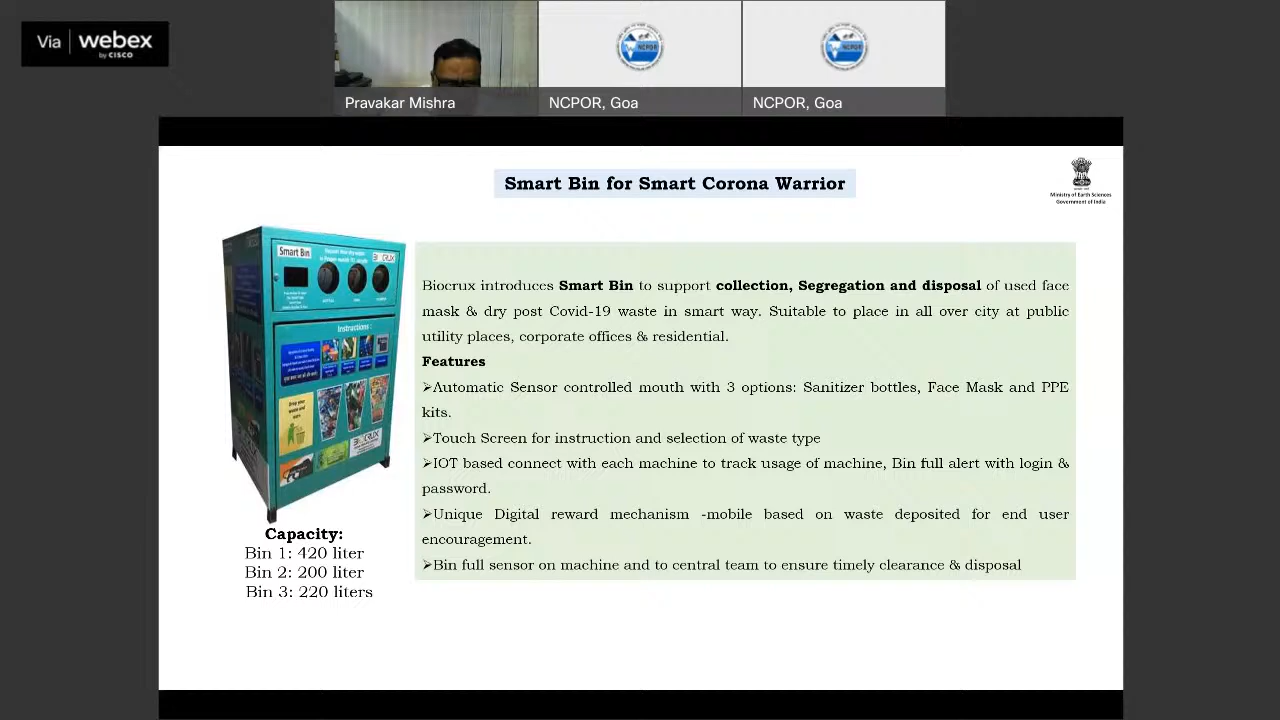 Via webex
by CISCO
Pravakar Mishra
NCPOR, Goa
NCPOR, Goa
NCPOR
NCPOR
Smart Bin for Smart Corona Warrior
Ministry of Earth Sciences
Government of India
Smart Bin
Instructions :
Drop your
waste and
Biocrux introduces Smart Bin to support collection, Segregation and disposal of used face
mask & dry post Covid-19 waste in smart way. Suitable to place in all over city at public
utility places, corporate offices & residential.
Features
➢Automatic Sensor controlled mouth with 3 options: Sanitizer bottles, Face Mask and PPE
kits.
➢Touch Screen for instruction and selection of waste type
➢IOT based connect with each machine to track usage of machine, Bin full alert with login &
password.
➢Unique Digital reward mechanism -mobile based on waste deposited for end user
encouragement.
➢Bin full sensor on machine and to central team to ensure timely clearance & disposal
Capacity:
Bin 1: 420 liter
Bin 2: 200 liter
Bin 3: 220 liters